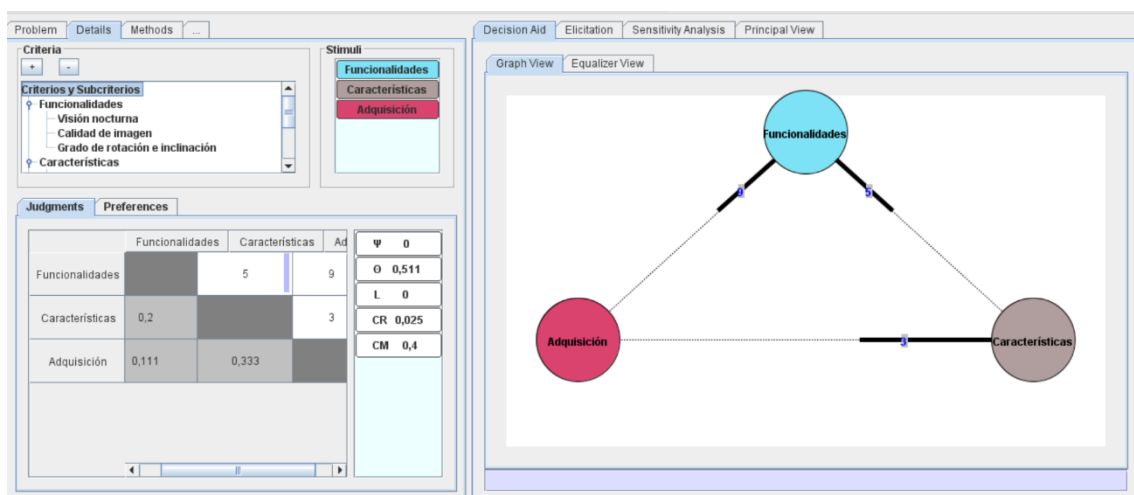 Problem Details Methods ...
Criteria
+ -
Criterios y Subcriterios
Funcionalidades
Visión nocturna
Calidad de imagen
Grado de rotación e inclinación
Características
Stimuli
Funcionalidades
Características
Adquisición
Judgments Preferences
Funcionalidades Características Ad
Funcionalidades 5 9
Características 0,2 3
Adquisición 0,111 0,333
Ψ 0
Θ 0,511
L 0
CR 0,025
CM 0,4
Decision Aid Elicitation Sensitivity Analysis Principal View
Graph View Equalizer View
Funcionalidades
9 5
Adquisición 3 Características